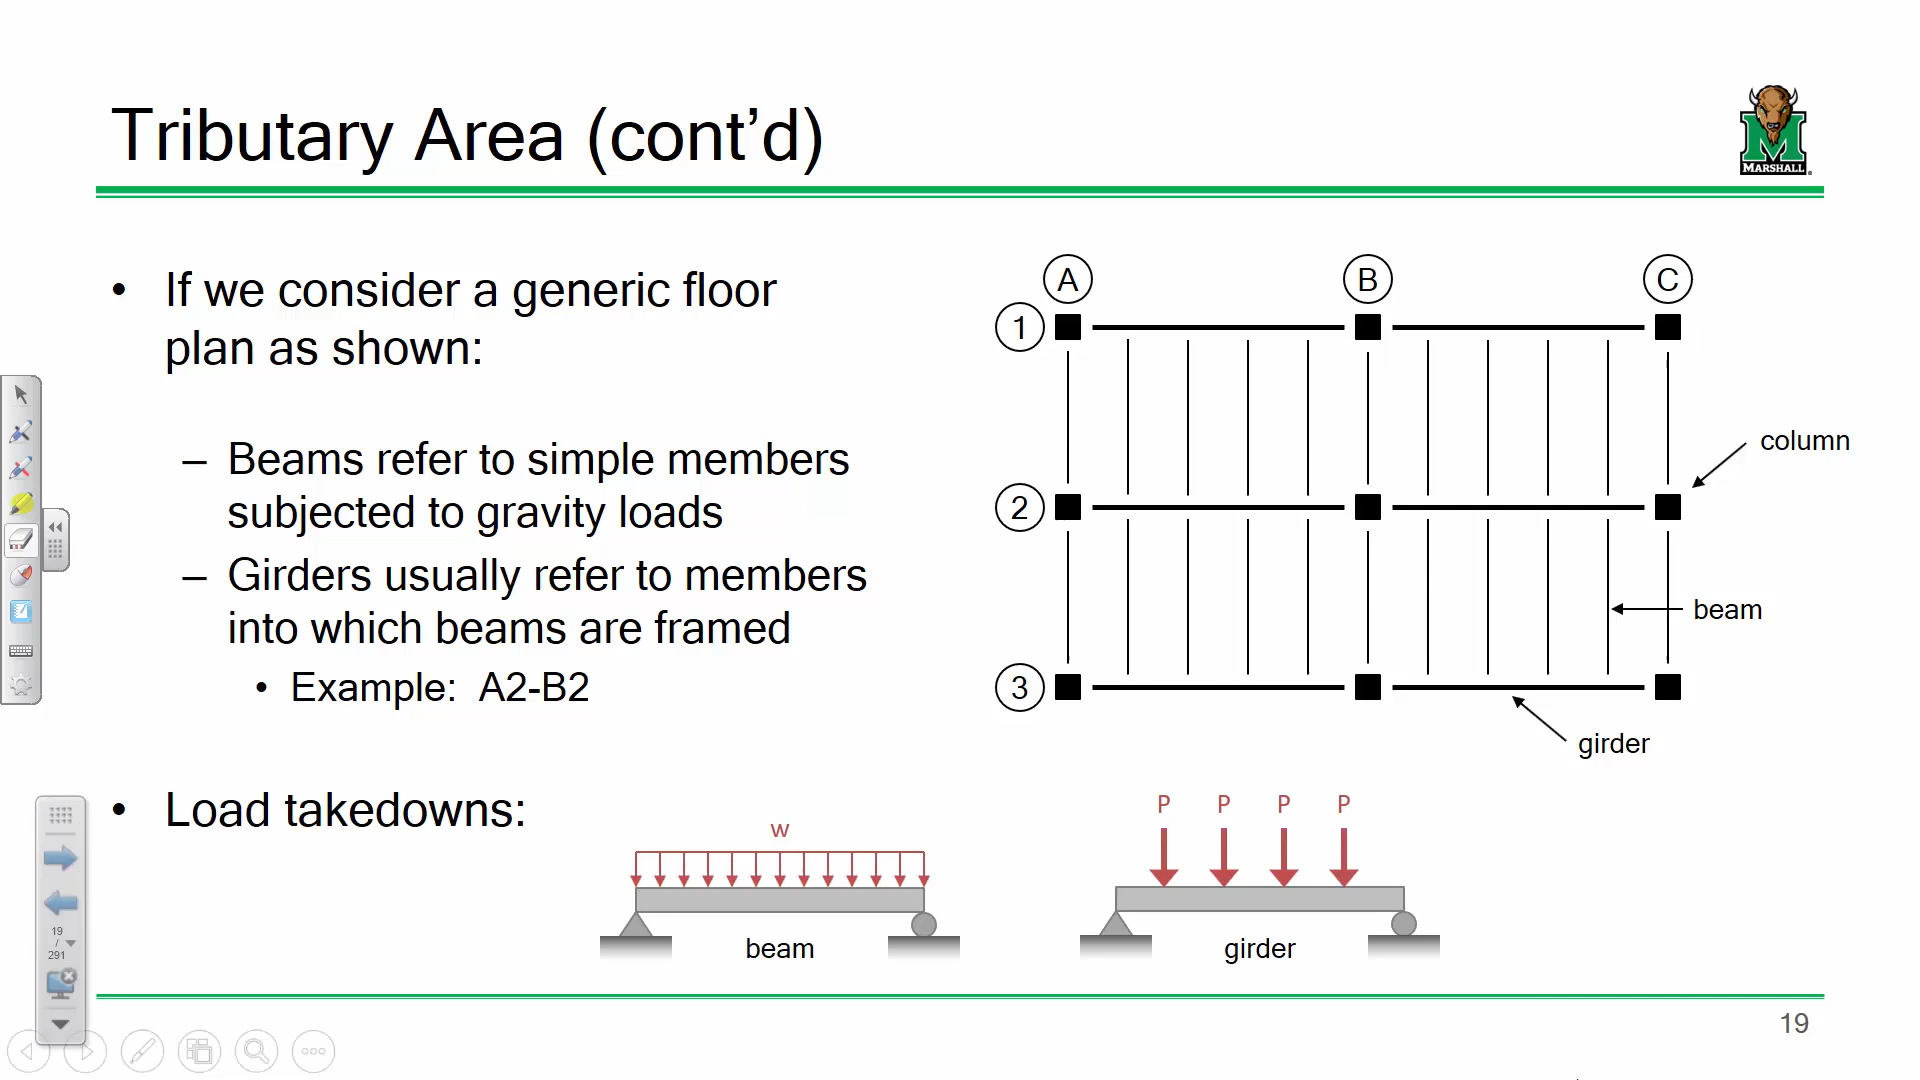 Tributary Area (cont’d)
MARSHALL
• If we consider a generic floor
plan as shown:
– Beams refer to simple members
subjected to gravity loads
– Girders usually refer to members
into which beams are framed
• Example: A2-B2
• Load takedowns:
A B C
1
2
3
column
beam
girder
w
beam
P P P P
girder
19
/
291
19